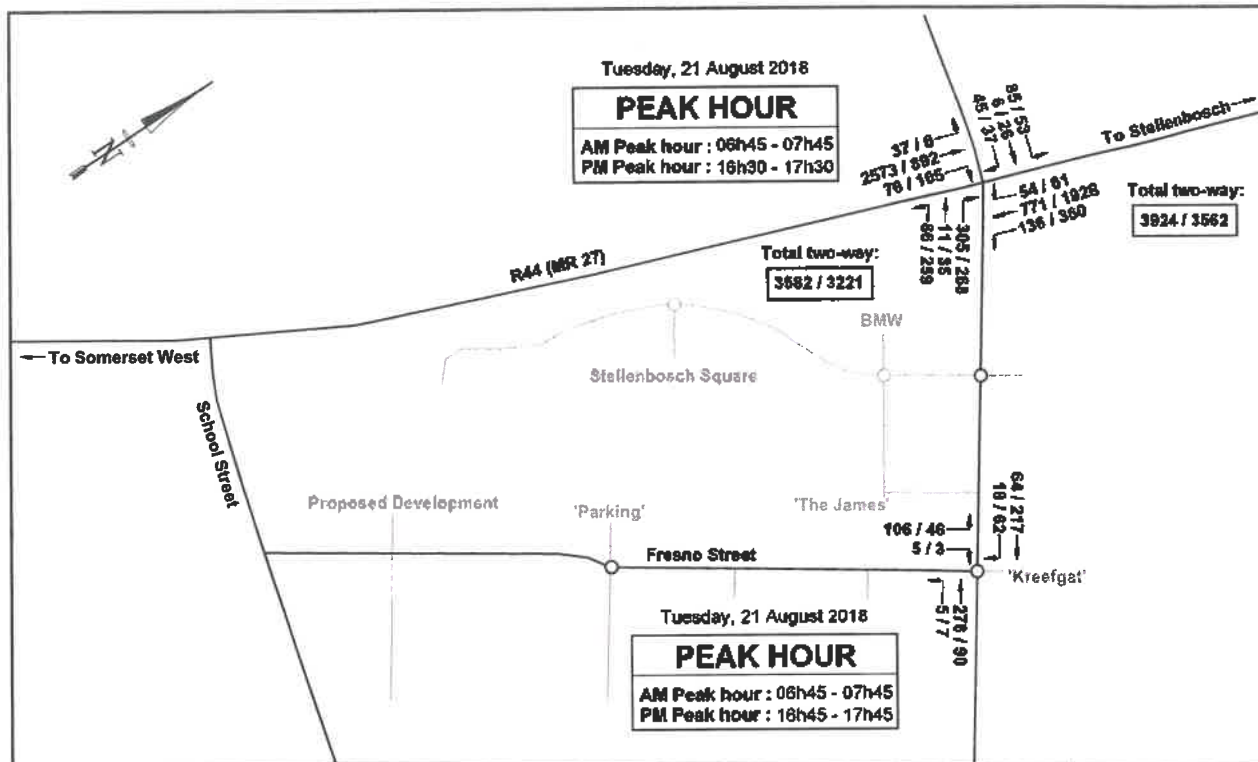 Tuesday, 21 August 2018
PEAK HOUR
AM Peak hour : 06h45 - 07h45
PM Peak hour : 16h30 - 17h30
N
85 / 53
6 / 26
45 / 37
To Stellenbosch
37 / 6
2573 / 892
76 / 165
54 / 61
771 / 1928
136 / 360
Total two-way:
3924 / 3562
305 / 268
11 / 35
86 / 259
Total two-way:
3582 / 3221
R44 (MR 27)
BMW
To Somerset West
Stellenbosch Square
School Street
Proposed Development
'Parking'
'The James'
64 / 217
18 / 62
106 / 46
5 / 3
Fresno Street
'Kreefgat'
276 / 90
5 / 7
Tuesday, 21 August 2018
PEAK HOUR
AM Peak hour : 06h45 - 07h45
PM Peak hour : 16h45 - 17h45